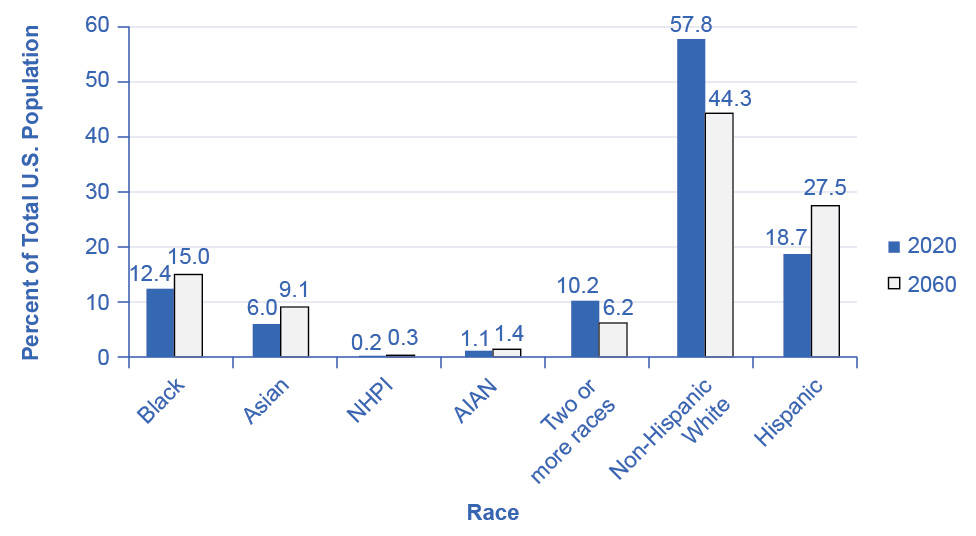 Percent of Total U.S. Population
60
50
40
30
20
10
0
12.4
15.0
6.0
9.1
0.2
0.3
1.1
1.4
10.2
6.2
57.8
44.3
18.7
27.5
Black
Asian
NHPI
AIAN
Two or
more races
Non-Hispanic
White
Hispanic
Race
2020
2060